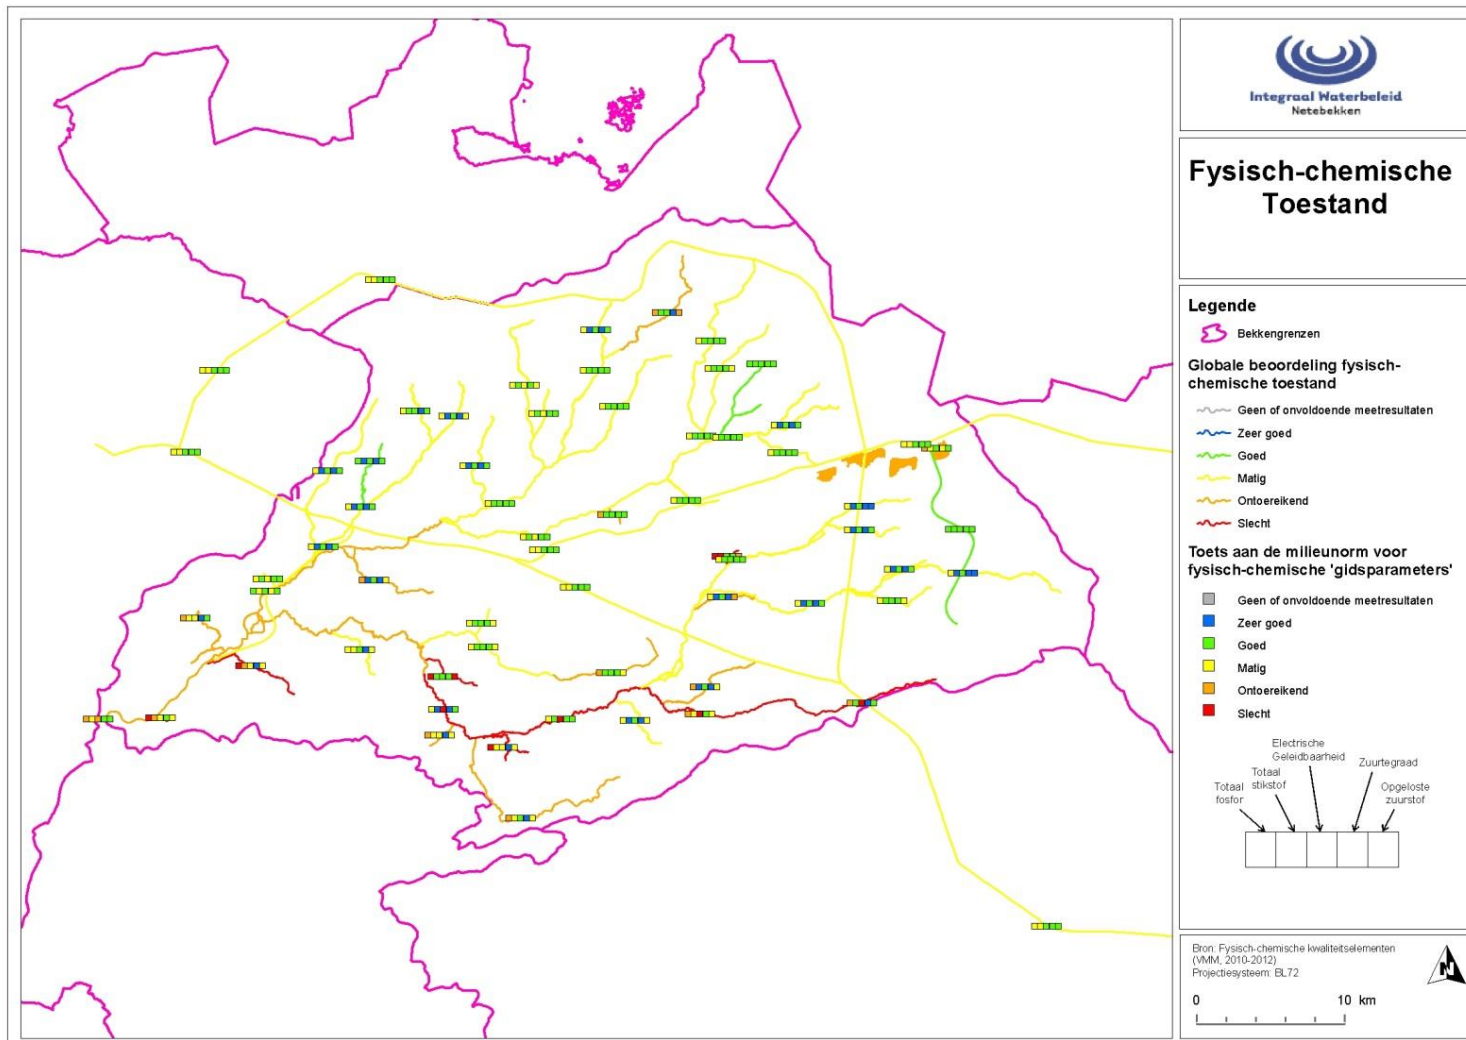 Integraal Waterbeleid
Netebekken
Fysisch-chemische
Toestand
Legende
Bekkengrenzen
Globale beoordeling fysisch-
chemische toestand
Geen of onvoldoende meetresultaten
Zeer goed
Goed
Matig
Ontoereikend
Slecht
Toets aan de milieunorm voor
fysisch-chemische 'gidsparameters'
Geen of onvoldoende meetresultaten
Zeer goed
Goed
Matig
Ontoereikend
Slecht
Electrische
Geleidbaarheid
Totaal
stikstof
Zuurtegraad
Totaal
fosfor
Opgeloste
zuurstof
Bron: Fysisch-chemische kwaliteitselementen
(VMM, 2010-2012)
Projectiesysteem: BL72
N
0 10 km